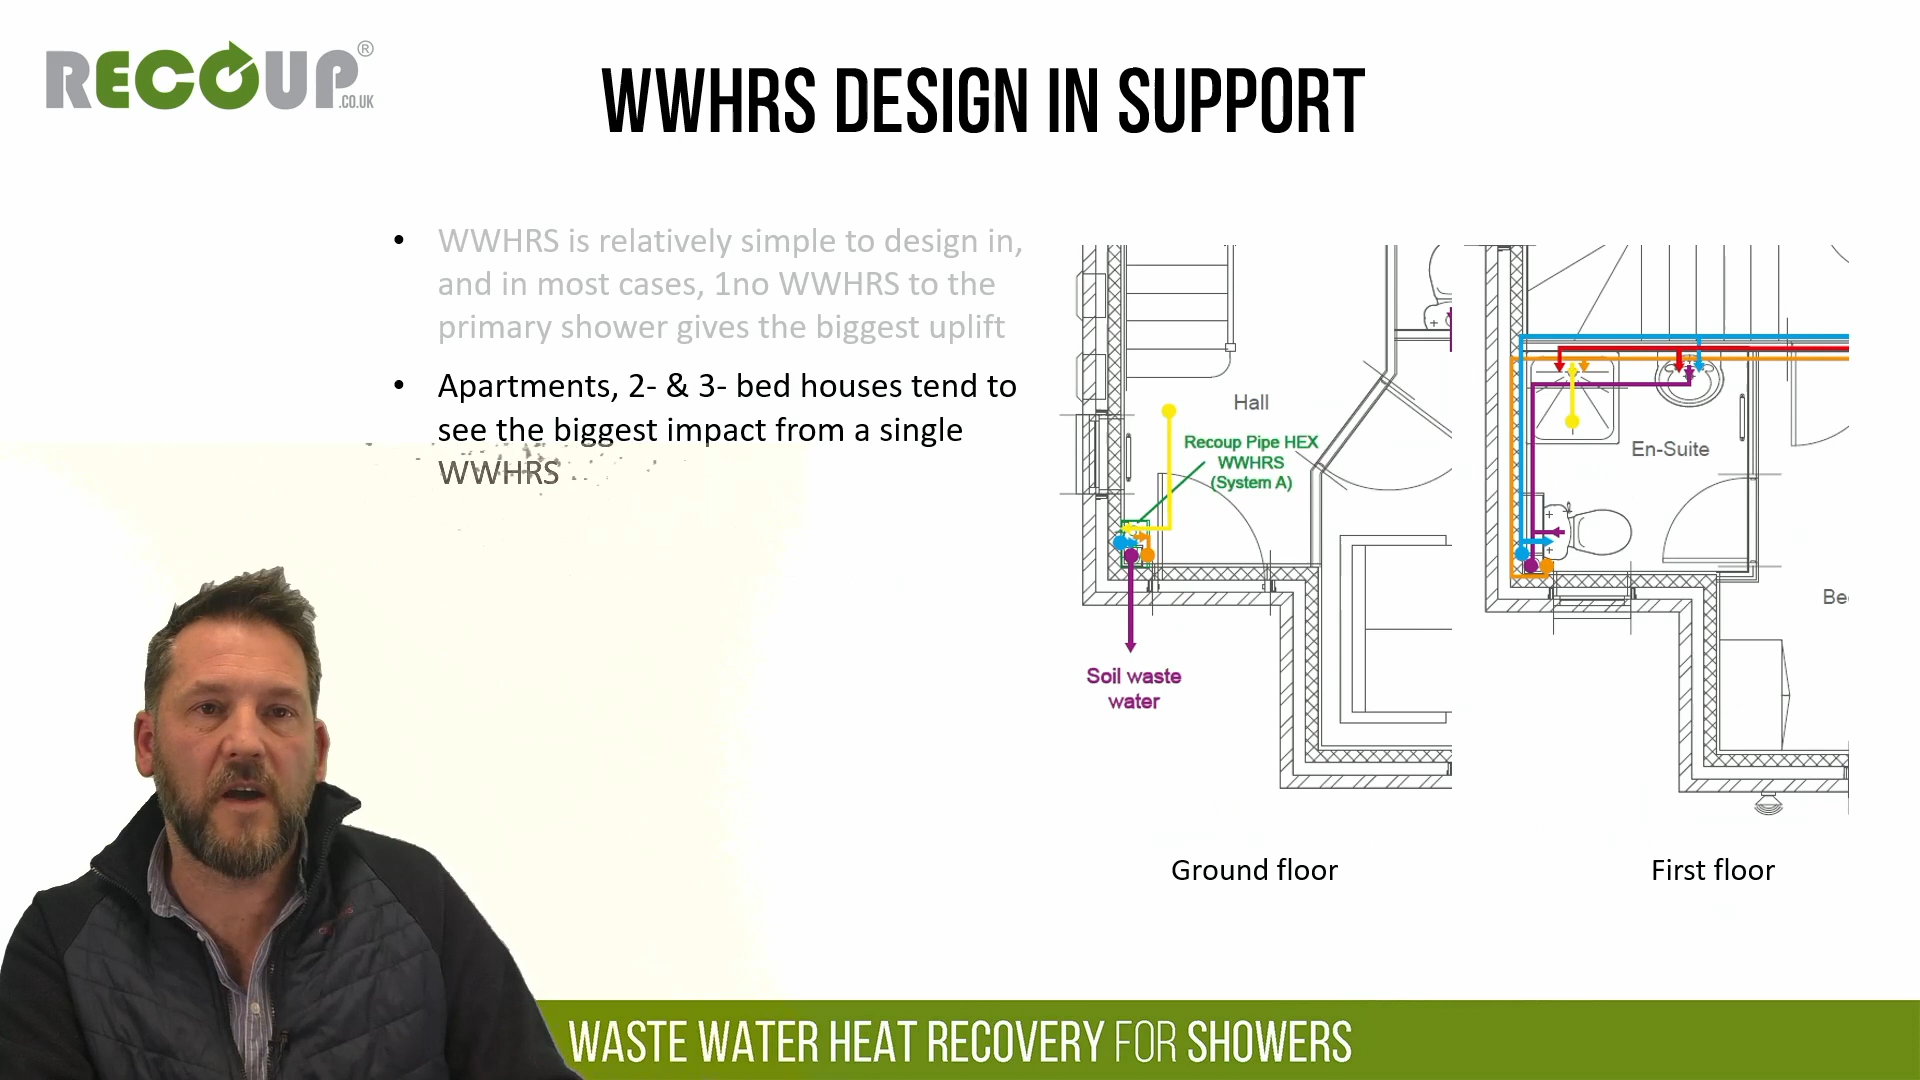 RECOUP®
.CO.UK
WWHRS DESIGN IN SUPPORT
• WWHRS is relatively simple to design in,
and in most cases, 1no WWHRS to the
primary shower gives the biggest uplift
• Apartments, 2- & 3- bed houses tend to
see the biggest impact from a single
WWHRS
Hall
Recoup Pipe HEX
WWHRS
(System A)
Soil waste
water
En-Suite
Be
Ground floor
First floor
WASTE WATER HEAT RECOVERY FOR SHOWERS